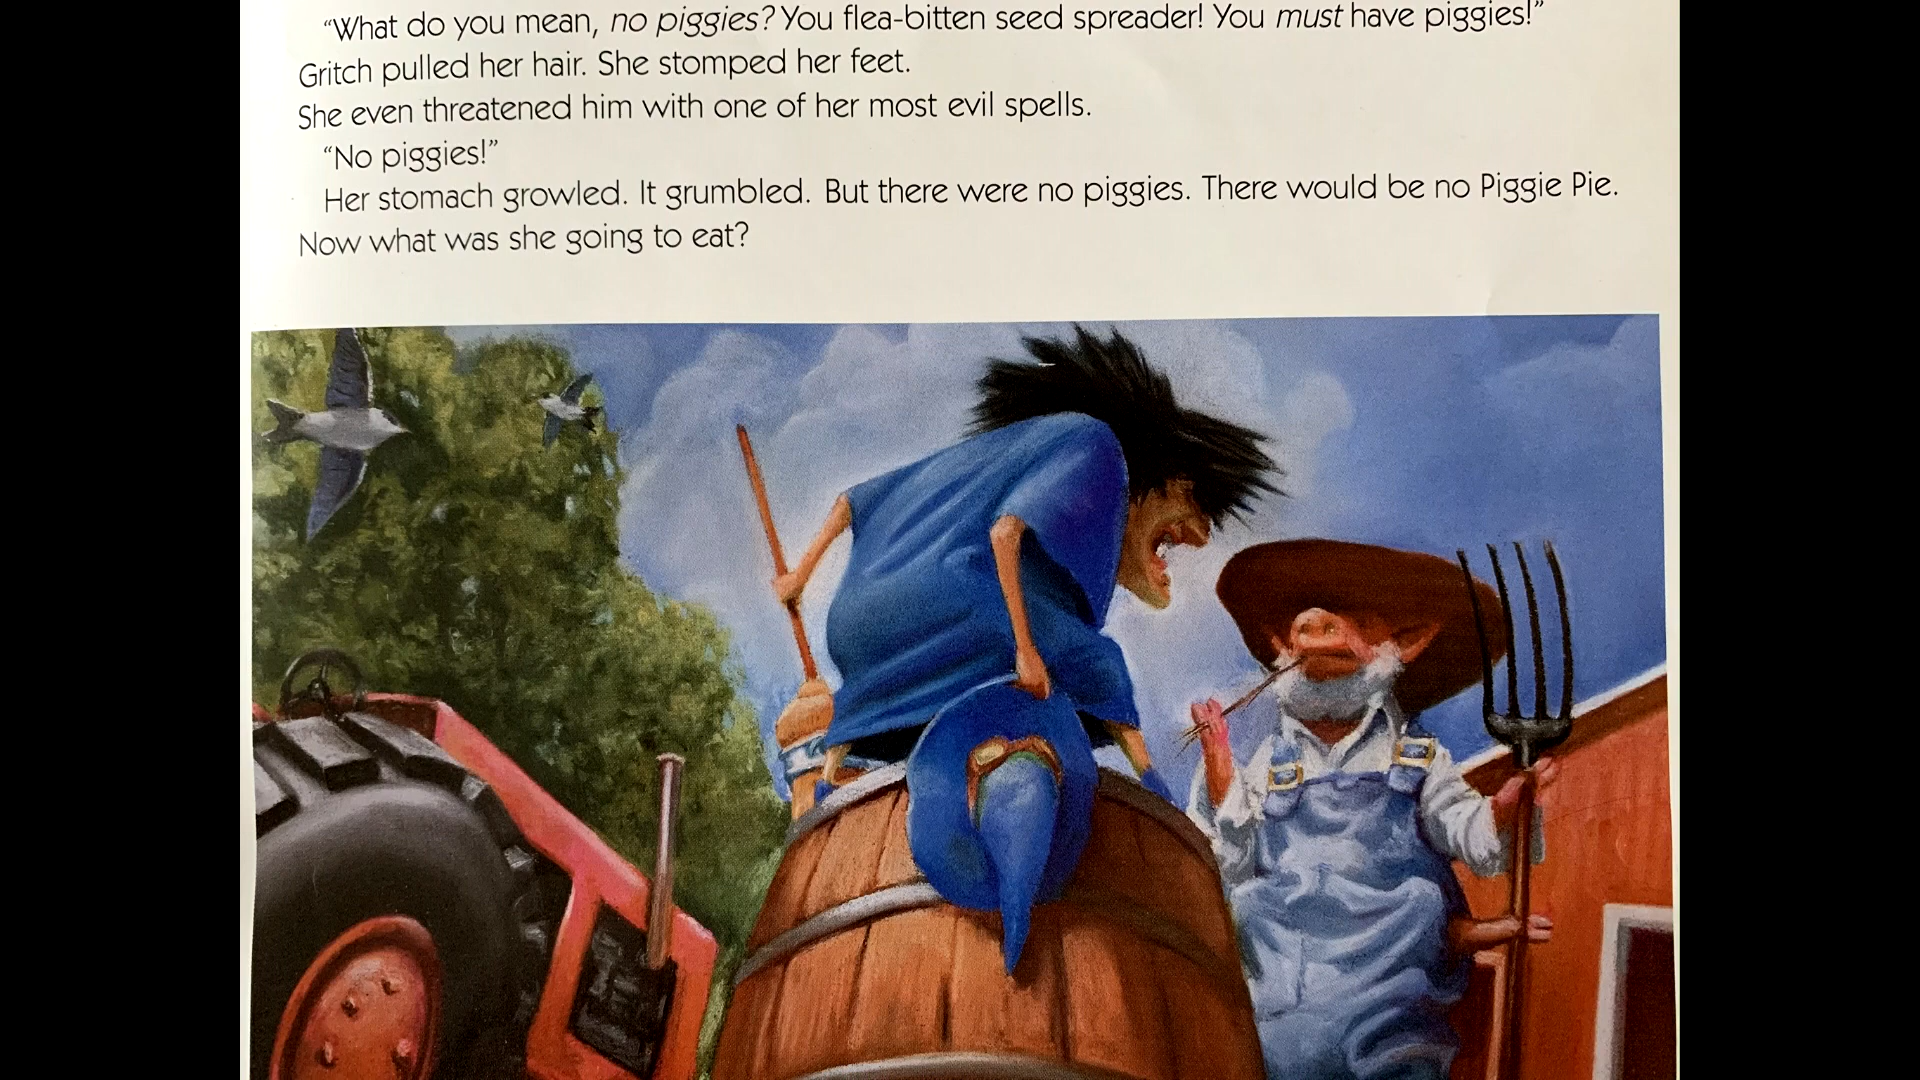 “What do you mean, no piggies? You flea-bitten seed spreader! You must have piggies!”
Gritch pulled her hair. She stomped her feet.
She even threatened him with one of her most evil spells.
“No piggies!”
Her stomach growled. It grumbled. But there were no piggies. There would be no Piggie Pie.
Now what was she going to eat?